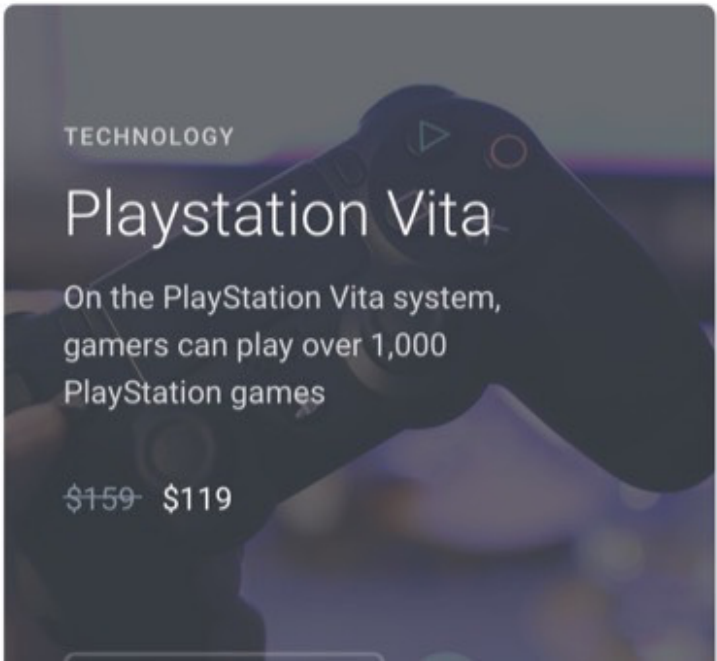 TECHNOLOGY
Playstation Vita
On the PlayStation Vita system,
gamers can play over 1,000
PlayStation games
$159 $119